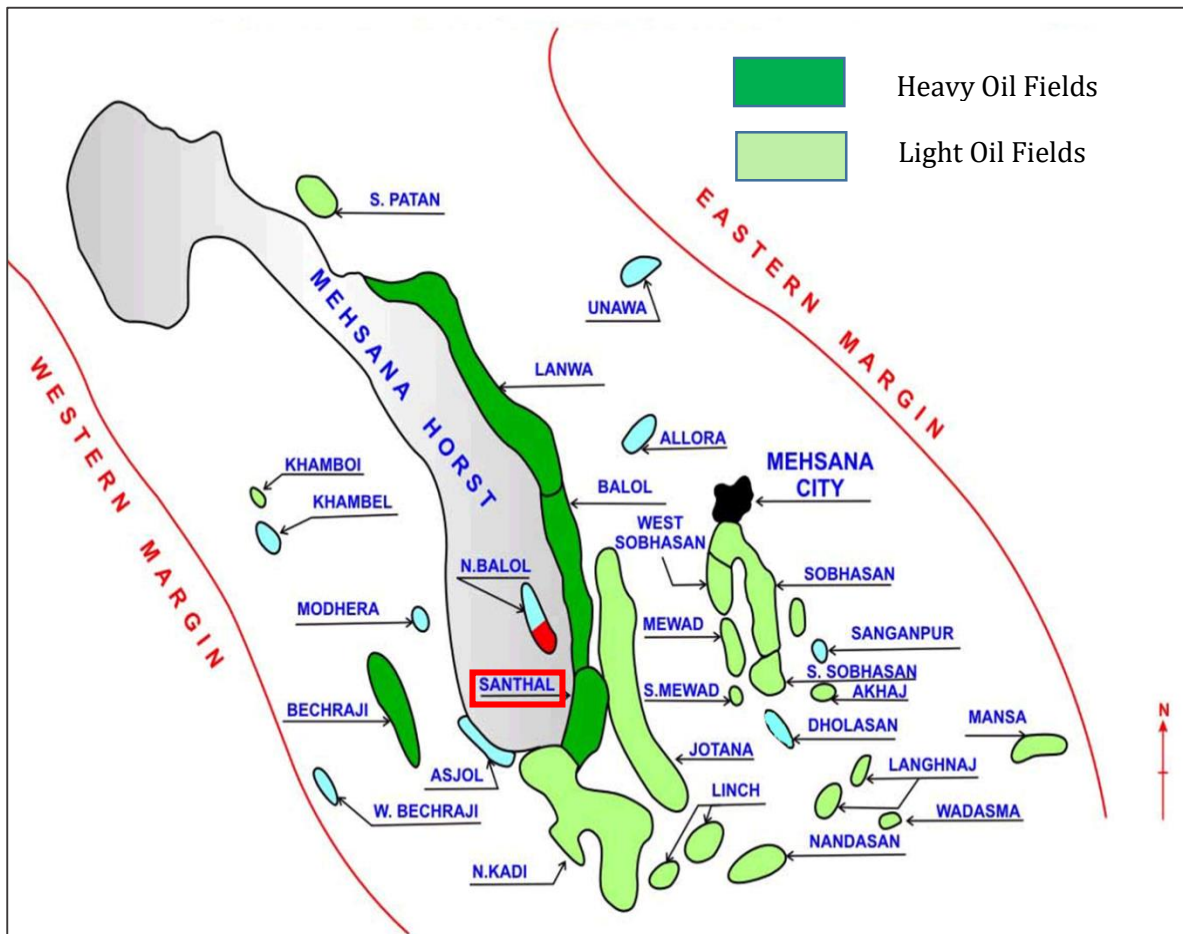 Heavy Oil Fields
Light Oil Fields
EASTERN MARGIN
S. PATAN
UNAWA
MEHSANA HORST
WESTERN MARGIN
LANWA
ALLORA
MEHSANA
CITY
KHAMBOI
KHAMBEL
BALOL
WEST
SOBHASAN
N.BALOL
SOBHASAN
MODHERA
MEWAD
SANGANPUR
SANTHAL
S.MEWAD
S. SOBHASAN
AKHAJ
BECHRAJI
DHOLASAN
MANSA
N
ASJOL
JOTANA
LANGHNAJ
W. BECHRAJI
LINCH
WADASMA
NANDASAN
N.KADI